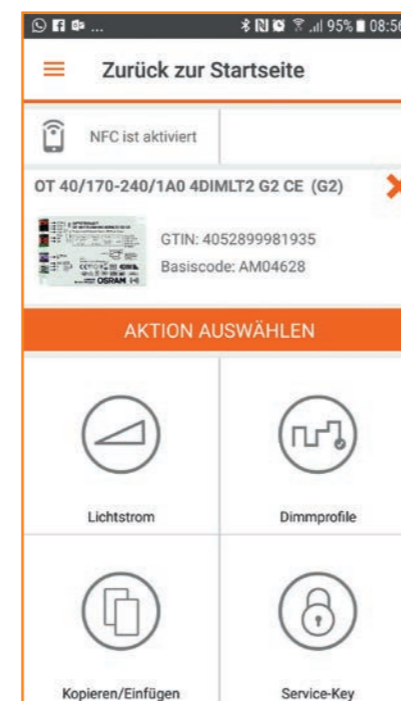 ... 95% 08:56
Zurück zur Startseite
NFC ist aktiviert
OT 40/170-240/1A0 4DIMLT2 G2 CE (G2)
GTIN: 4052899981935
Basiscode: AM04628
OSRAM
AKTION AUSWÄHLEN
Lichtstrom
Dimmprofile
Kopieren/Einfügen
Service-Key